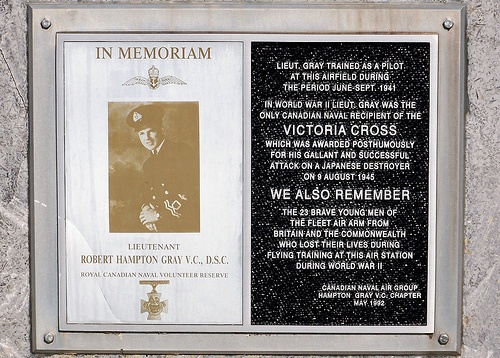 IN MEMORIAM
LIEUTENANT
ROBERT HAMPTON GRAY V.C., D.S.C.
ROYAL CANADIAN NAVAL VOLUNTEER RESERVE
LIEUT. GRAY TRAINED AS A PILOT
AT THIS AIRFIELD DURING
THE PERIOD JUNE-SEPT. 1941
IN WORLD WAR II LIEUT. GRAY WAS THE
ONLY CANADIAN NAVAL RECIPIENT OF THE
VICTORIA CROSS
WHICH WAS AWARDED POSTHUMOUSLY
FOR HIS GALLANT AND SUCCESSFUL
ATTACK ON A JAPANESE DESTROYER
ON 9 AUGUST 1945
WE ALSO REMEMBER
THE 23 BRAVE YOUNG MEN OF
THE FLEET AIR ARM FROM
BRITAIN AND THE COMMONWEALTH
WHO LOST THEIR LIVES DURING
FLYING TRAINING AT THIS AIR STATION
DURING WORLD WAR II
CANADIAN NAVAL AIR GROUP
HAMPTON GRAY V.C. CHAPTER
MAY 1992